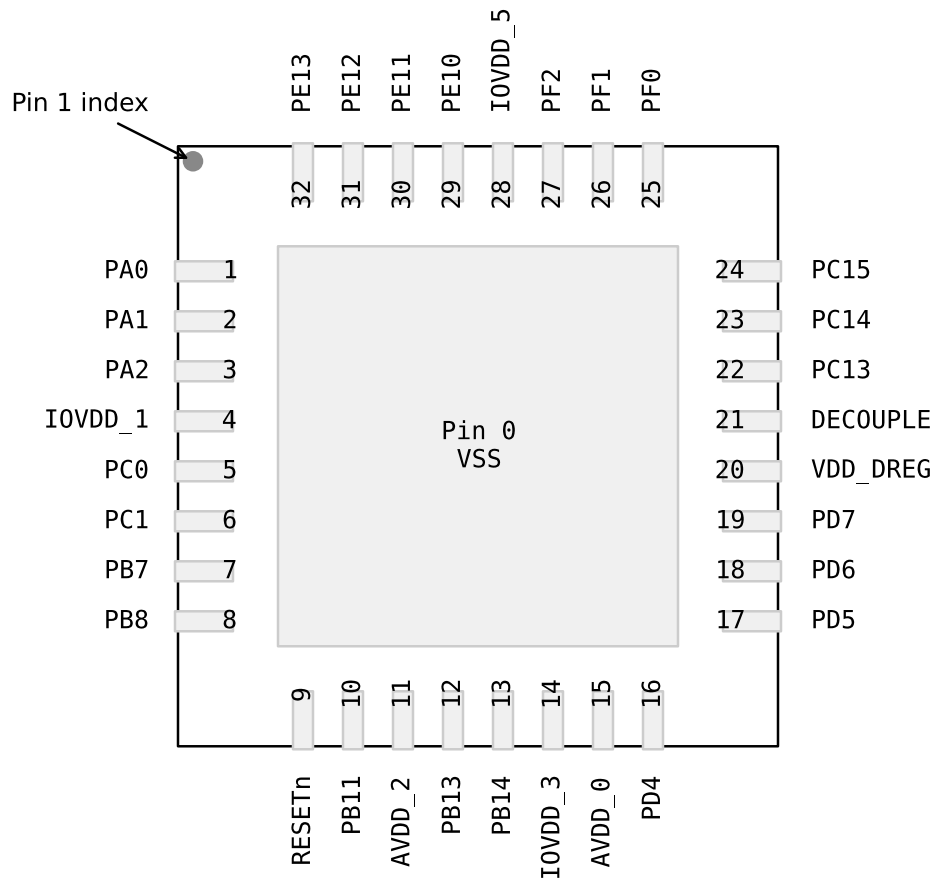 PE13
PE12
PE11
PE10
IOVDD_5
PF2
PF1
PF0
Pin 1 index
32
31
30
29
28
27
26
25
PA0 1
24 PC15
PA1 2
23 PC14
PA2 3
22 PC13
IOVDD_1 4
21 DECOUPLE
Pin 0
VSS
PC0 5
20 VDD_DREG
PC1 6
19 PD7
PB7 7
18 PD6
PB8 8
17 PD5
9
10
11
12
13
14
15
16
RESETn
PB11
AVDD_2
PB13
PB14
IOVDD_3
AVDD_0
PD4